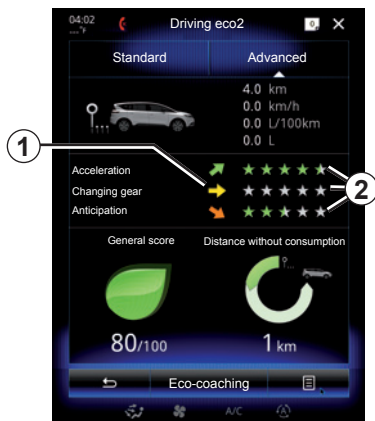 04:02
Driving eco2
Standard
Advanced
4.0 km
0.0 km/h
0.0 L/100km
0.0 L
1
Acceleration
Changing gear
2
Anticipation
General score
Distance without consumption
80/100
1 km
Eco-coaching
A/C